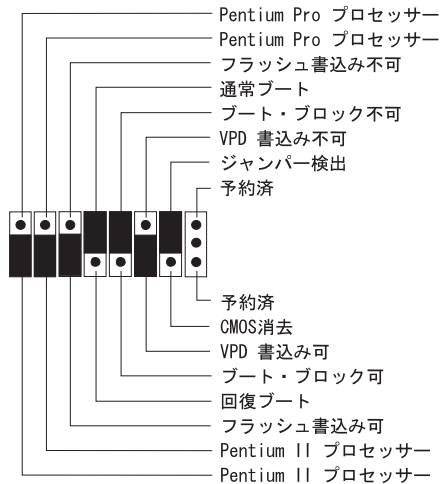 Pentium Pro プロセッサー
Pentium Pro プロセッサー
フラッシュ書込み不可
通常ブート
ブート・ブロック不可
VPD 書込み不可
ジャンパー検出
予約済
予約済
CMOS消去
VPD 書込み可
ブート・ブロック可
回復ブート
フラッシュ書込み可
Pentium II プロセッサー
Pentium II プロセッサー